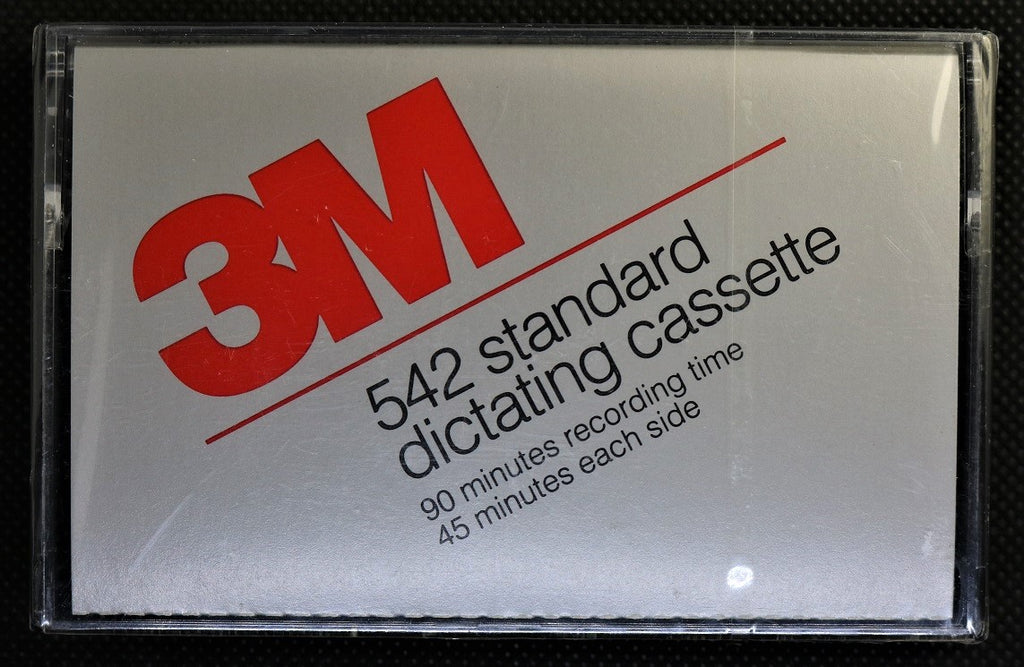 3M
542 standard
dictating cassette
90 minutes recording time
45 minutes each side